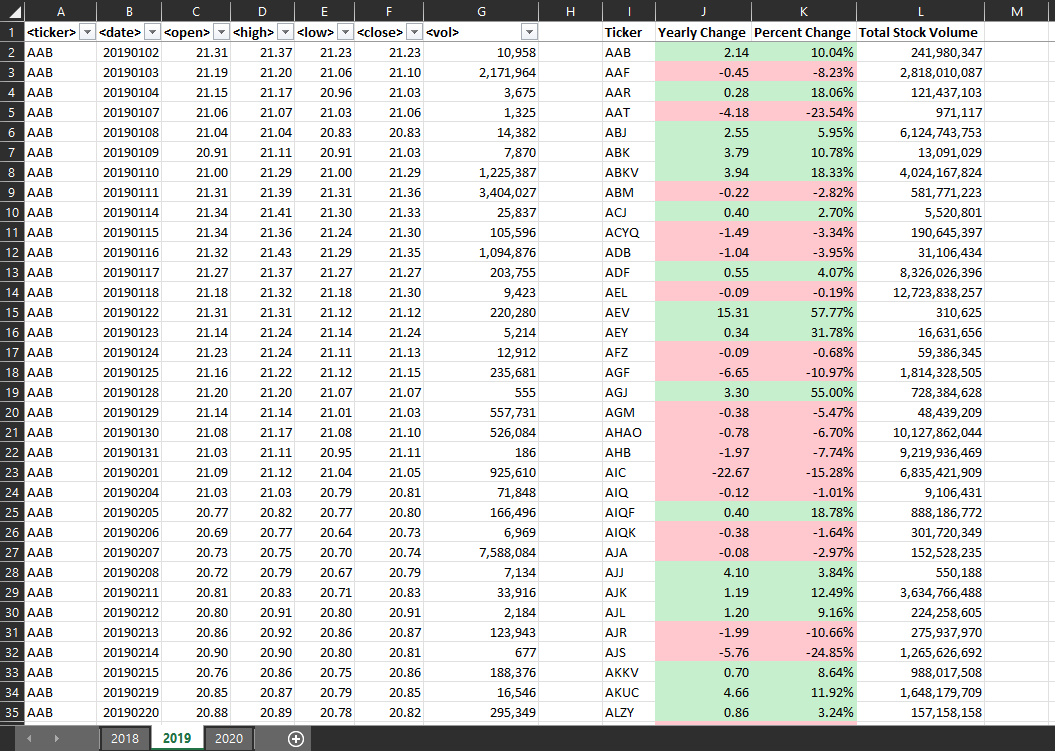 A B C D E F G H I J K L M
1 <ticker> <date> <open> <high> <low> <close> <vol> Ticker Yearly Change Percent Change Total Stock Volume
2 AAB 20190102 21.31 21.37 21.23 21.23 10,958 AAB 2.14 10.04% 241,980,347
3 AAB 20190103 21.19 21.20 21.06 21.10 2,171,964 AAF -0.45 -8.23% 2,818,010,087
4 AAB 20190104 21.15 21.17 20.96 21.03 3,675 AAR 0.28 18.06% 121,437,103
5 AAB 20190107 21.06 21.07 21.03 21.06 1,325 AAT -4.18 -23.54% 971,117
6 AAB 20190108 21.04 21.04 20.83 20.83 14,382 ABJ 2.55 5.95% 6,124,743,753
7 AAB 20190109 20.91 21.11 20.91 21.03 7,870 ABK 3.79 10.78% 13,091,029
8 AAB 20190110 21.00 21.29 21.00 21.29 1,225,387 ABKV 3.94 18.33% 4,024,167,824
9 AAB 20190111 21.31 21.39 21.31 21.36 3,404,027 ABM -0.22 -2.82% 581,771,223
10 AAB 20190114 21.34 21.41 21.30 21.33 25,837 ACJ 0.40 2.70% 5,520,801
11 AAB 20190115 21.34 21.36 21.24 21.30 105,596 ACYQ -1.49 -3.34% 190,645,397
12 AAB 20190116 21.32 21.43 21.29 21.35 1,094,876 ADB -1.04 -3.95% 31,106,434
13 AAB 20190117 21.27 21.37 21.27 21.27 203,755 ADF 0.55 4.07% 8,326,026,396
14 AAB 20190118 21.18 21.32 21.18 21.30 9,423 AEL -0.09 -0.19% 12,723,838,257
15 AAB 20190122 21.31 21.31 21.12 21.12 220,280 AEV 15.31 57.77% 310,625
16 AAB 20190123 21.14 21.24 21.14 21.24 5,214 AEY 0.34 31.78% 16,631,656
17 AAB 20190124 21.23 21.24 21.11 21.13 12,912 AFZ -0.09 -0.68% 59,386,345
18 AAB 20190125 21.16 21.22 21.12 21.15 235,681 AGF -6.65 -10.97% 1,814,328,505
19 AAB 20190128 21.20 21.20 21.07 21.07 555 AGJ 3.30 55.00% 728,384,628
20 AAB 20190129 21.14 21.14 21.01 21.03 557,731 AGM -0.38 -5.47% 48,439,209
21 AAB 20190130 21.08 21.17 21.08 21.10 526,084 AHAO -0.78 -6.70% 10,127,862,044
22 AAB 20190131 21.03 21.11 20.95 21.11 186 AHB -1.97 -7.74% 9,219,936,469
23 AAB 20190201 21.09 21.12 21.04 21.05 925,610 AIC -22.67 -15.28% 6,835,421,909
24 AAB 20190204 21.03 21.03 20.79 20.81 71,848 AIQ -0.12 -1.01% 9,106,431
25 AAB 20190205 20.77 20.82 20.77 20.80 166,496 AIQF 0.40 18.78% 888,186,772
26 AAB 20190206 20.69 20.77 20.64 20.73 6,969 AIQK -0.38 -1.64% 301,720,349
27 AAB 20190207 20.73 20.75 20.70 20.74 7,588,084 AJA -0.08 -2.97% 152,528,235
28 AAB 20190208 20.72 20.79 20.67 20.79 7,134 AJJ 4.10 3.84% 550,188
29 AAB 20190211 20.81 20.83 20.71 20.83 33,916 AJK 1.19 12.49% 3,634,766,488
30 AAB 20190212 20.80 20.91 20.80 20.91 2,184 AJL 1.20 9.16% 224,258,605
31 AAB 20190213 20.86 20.92 20.86 20.87 123,943 AJR -1.99 -10.66% 275,937,970
32 AAB 20190214 20.90 20.90 20.80 20.81 677 AJS -5.76 -24.85% 1,265,626,692
33 AAB 20190215 20.76 20.86 20.75 20.86 188,376 AKKV 0.70 8.64% 988,017,508
34 AAB 20190219 20.85 20.87 20.79 20.85 16,546 AKUC 4.66 11.92% 1,648,179,709
35 AAB 20190220 20.88 20.89 20.78 20.82 295,349 ALZY 0.86 3.24% 157,158,158
2018 2019 2020